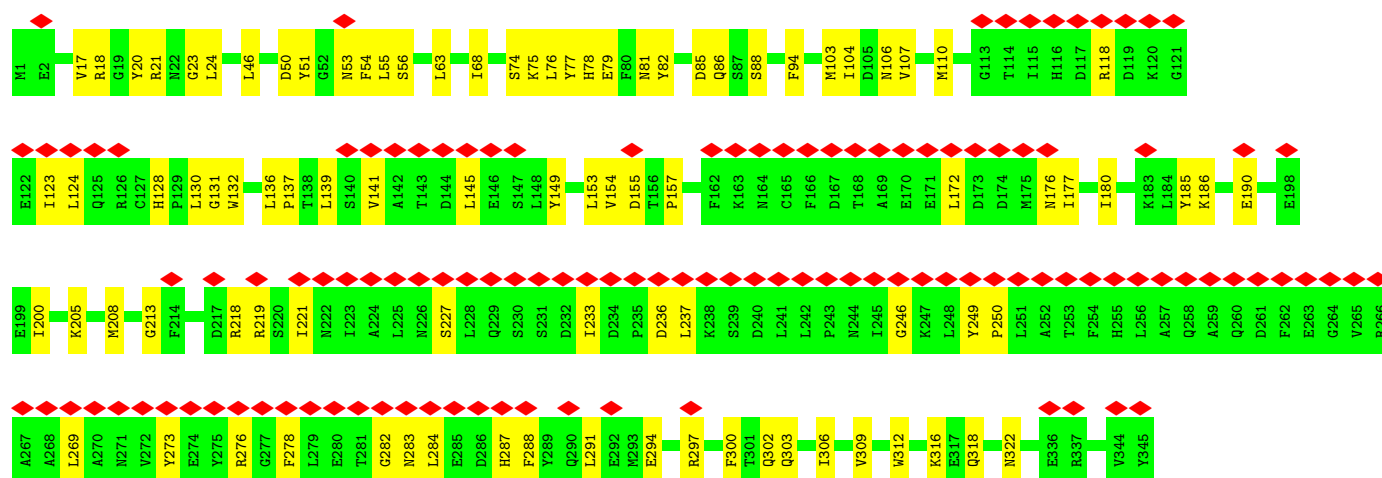 M1 E2 V17 R18 G19 Y20 R21 N22 G23 L24 L46 D50 Y51 G52 N53 F54 L55 S56 L63 I68 S74 K75 L76 Y77 H78 E79 F80 N81 Y82 D85 Q86 S87 S88 F94 M103 I104 D105 N106 V107 M110 G113 T114 I115 H116 D117 R118 D119 K120 G121
E122 I123 L124 Q125 R126 C127 H128 P129 L130 G131 W132 L136 P137 T138 L139 S140 V141 A142 T143 D144 L145 E146 S147 L148 Y149 L153 V154 D155 T156 P157 F162 K163 N164 C165 F166 D167 T168 A169 E170 E171 L172 D173 D174 M175 N176 I177 I180 K183 L184 Y185 K186 E190 E198
E199 I200 K205 M208 G213 F214 D217 R218 R219 S220 I221 N222 I223 A224 L225 N226 S227 L228 Q229 S230 S231 D232 I233 D234 P235 D236 L237 K238 S239 D240 L241 L242 P243 N244 I245 G246 K247 L248 Y249 P250 L251 A252 T253 F254 H255 L256 A257 Q258 A259 Q260 D261 F262 E263 G264 V265 R266
A267 A268 L269 A270 N271 V272 Y273 E274 Y275 R276 G277 F278 L279 E280 T281 G282 N283 L284 E285 D286 H287 F288 Y289 Q290 L291 E292 M293 E294 R297 F300 T301 Q302 Q303 I306 V309 W312 K316 E317 Q318 N322 E336 R337 V344 Y345